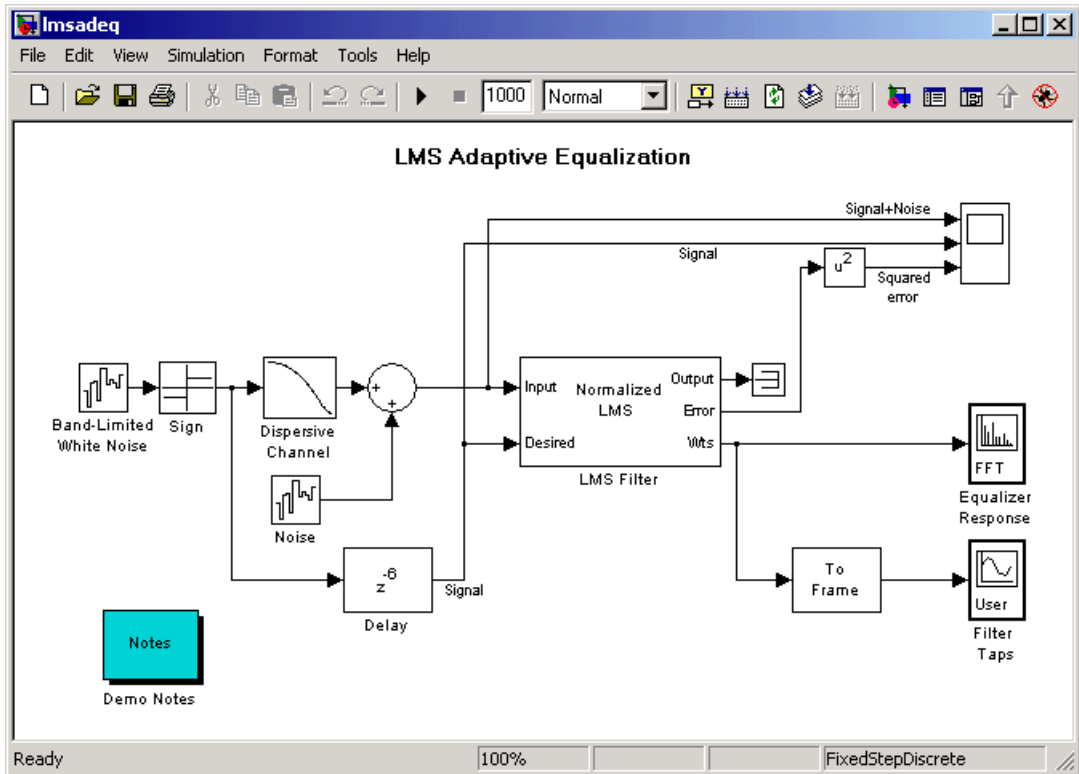 lmsadeq
File Edit View Simulation Format Tools Help
1000 Normal
LMS Adaptive Equalization
Signal+Noise
Signal
u2
Squared
error
Band-Limited
White Noise
Sign
Dispersive
Channel
+
+
Noise
Input
Desired
Normalized
LMS
Output
Error
Wts
LMS Filter
FFT
Equalizer
Response
z-6
Signal
Delay
To
Frame
User
Filter
Taps
Notes
Demo Notes
Ready 100% FixedStepDiscrete